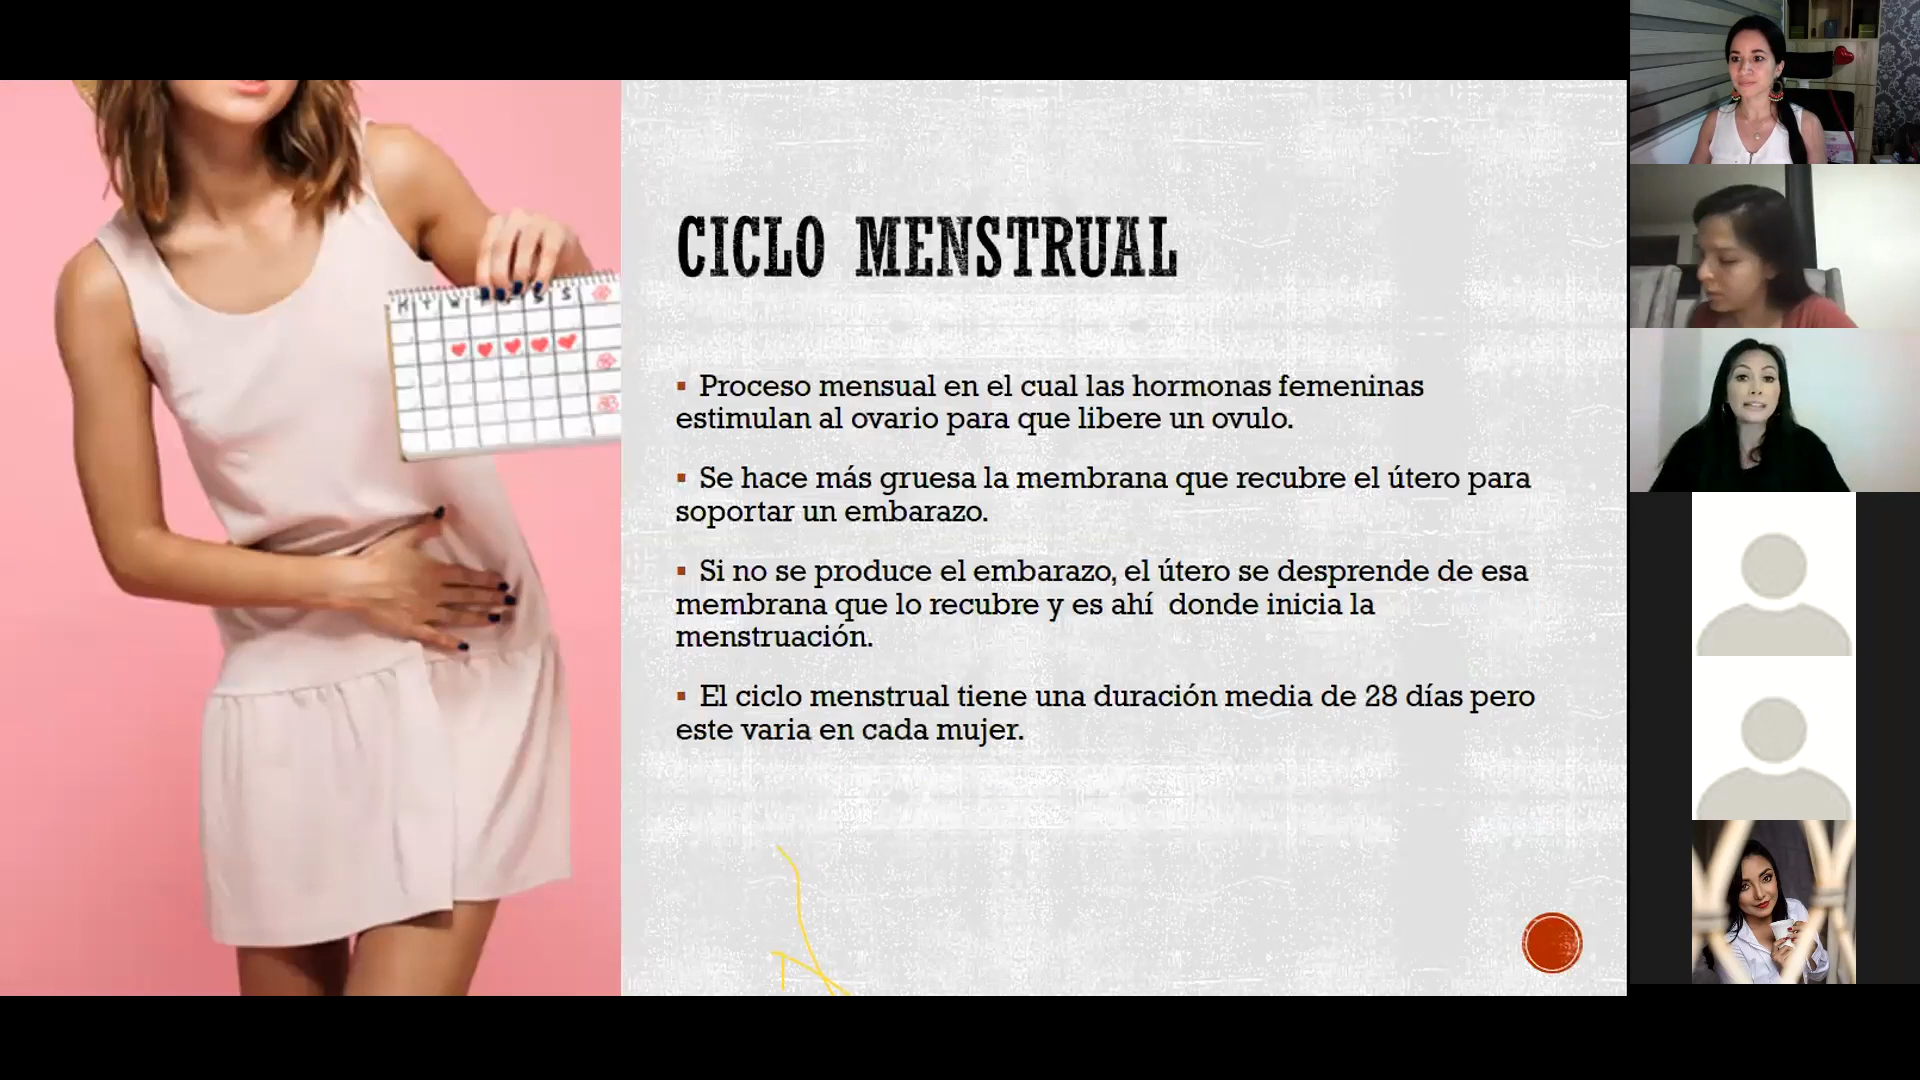 CICLO MENSTRUAL
▪ Proceso mensual en el cual las hormonas femeninas
estimulan al ovario para que libere un ovulo.
▪ Se hace más gruesa la membrana que recubre el útero para
soportar un embarazo.
▪ Si no se produce el embarazo, el útero se desprende de esa
membrana que lo recubre y es ahí donde inicia la
menstruación.
▪ El ciclo menstrual tiene una duración media de 28 días pero
este varia en cada mujer.